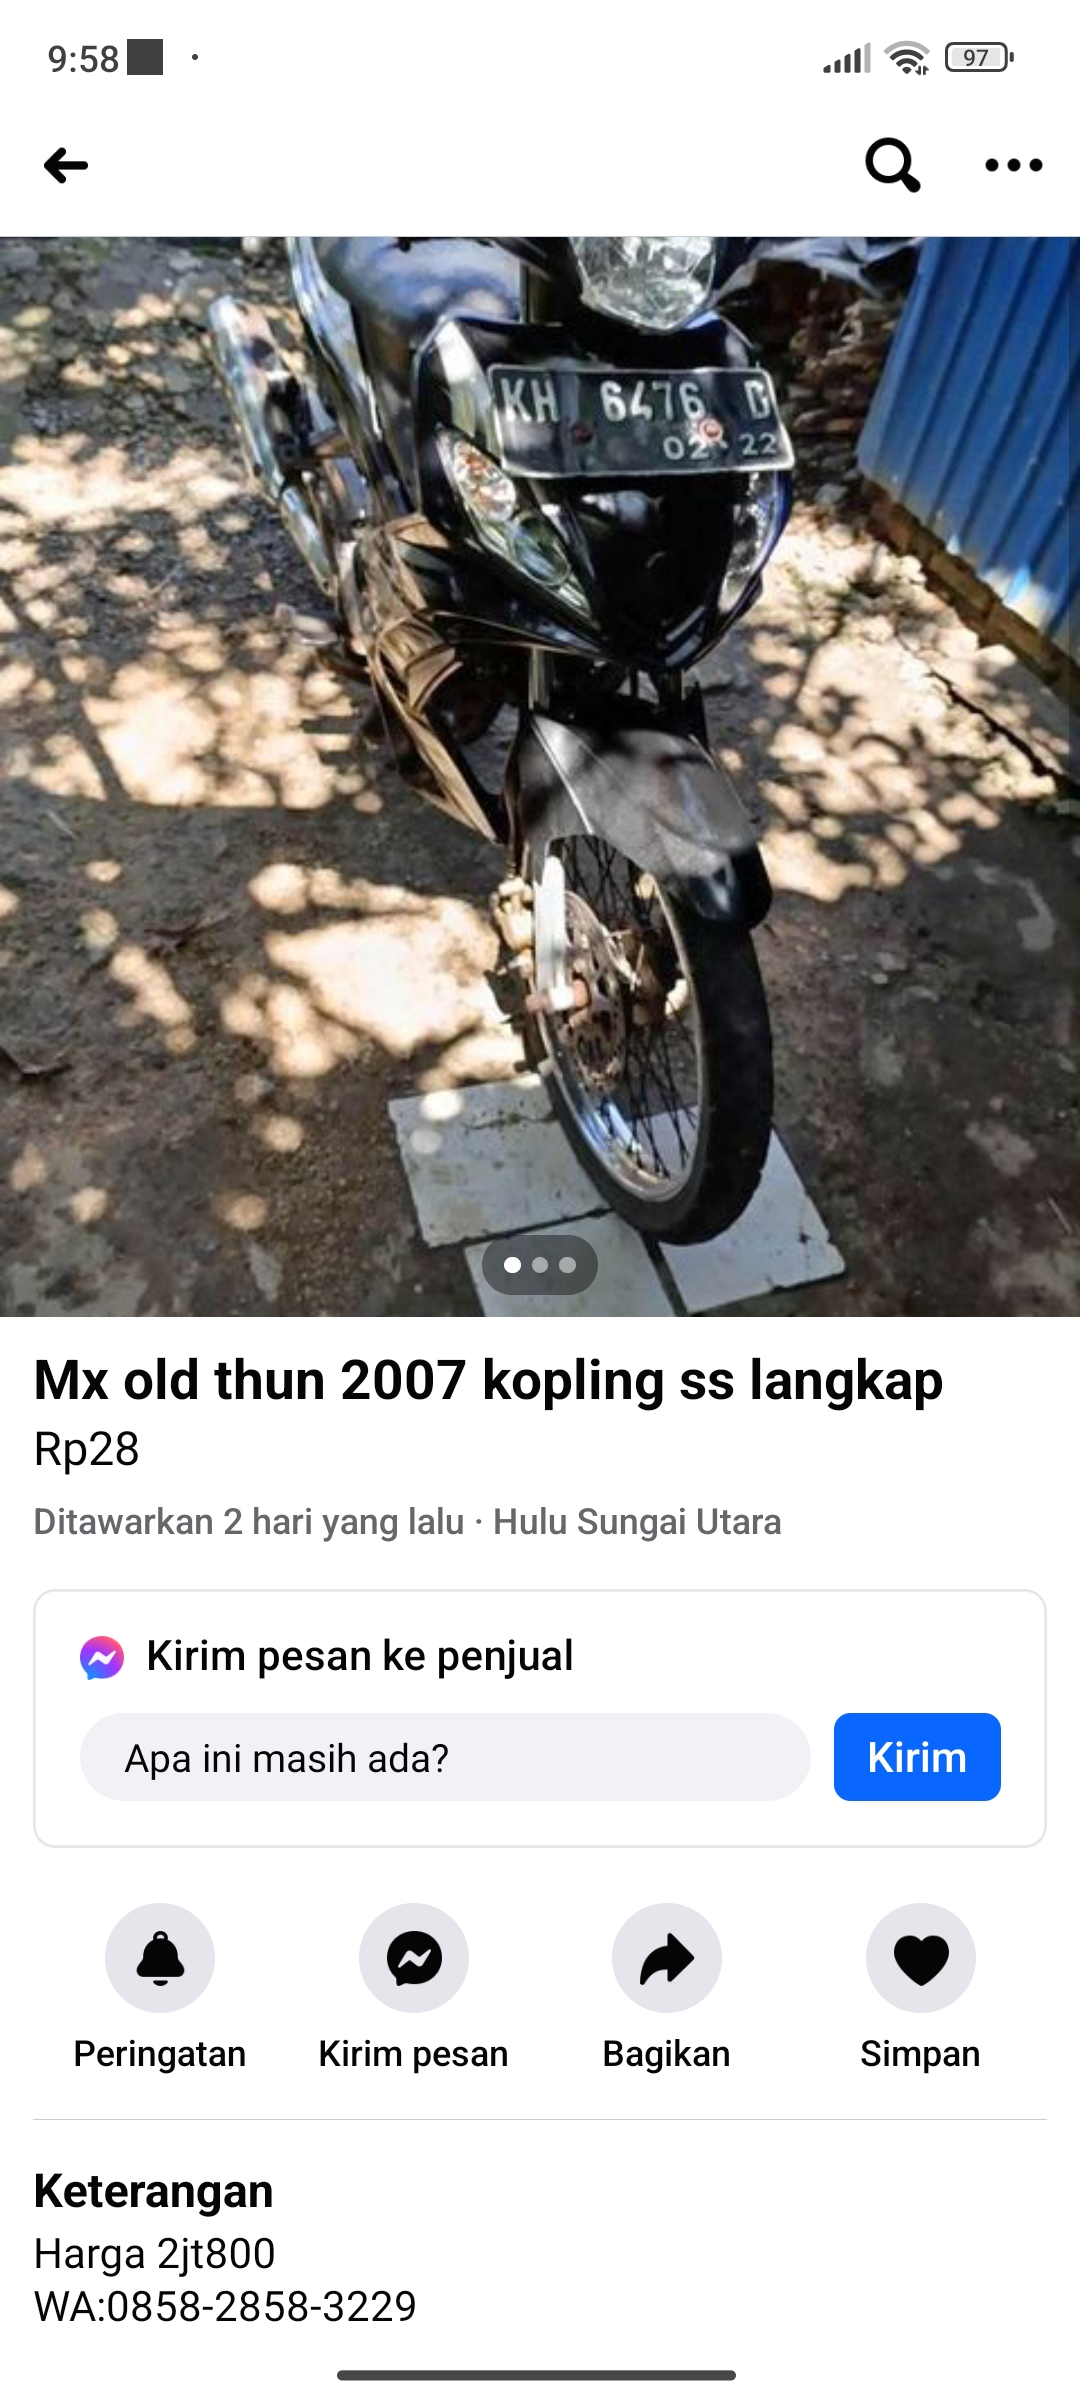 9:58
97
KH 6476 G
02 22
Mx old thun 2007 kopling ss langkap
Rp28
Ditawarkan 2 hari yang lalu · Hulu Sungai Utara
Kirim pesan ke penjual
Apa ini masih ada?
Kirim
Peringatan
Kirim pesan
Bagikan
Simpan
Keterangan
Harga 2jt800
WA:0858-2858-3229